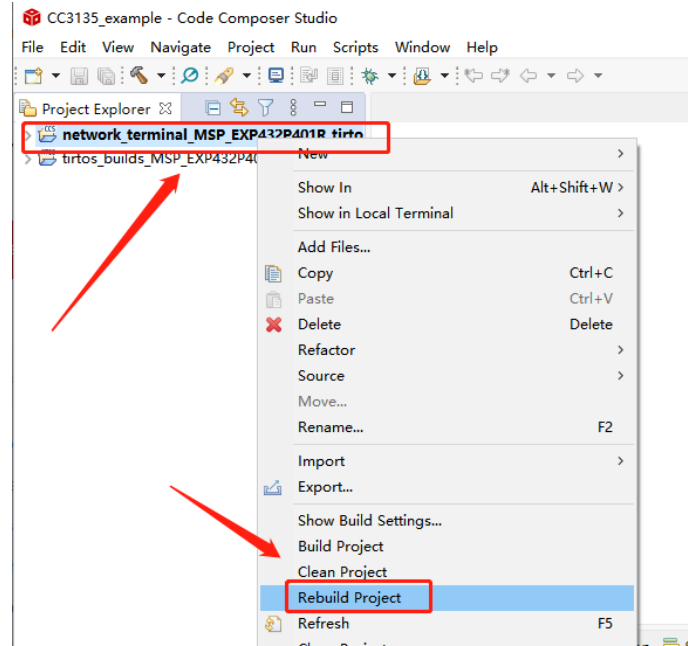 CC3135_example - Code Composer Studio
File Edit View Navigate Project Run Scripts Window Help
Project Explorer
network_terminal_MSP_EXP432P401R_tirto
tirtos_builds_MSP_EXP432P40
New
Show In Alt+Shift+W >
Show in Local Terminal >
Add Files...
Copy Ctrl+C
Paste Ctrl+V
Delete Delete
Refactor >
Source >
Move...
Rename... F2
Import >
Export...
Show Build Settings...
Build Project
Clean Project
Rebuild Project
Refresh F5